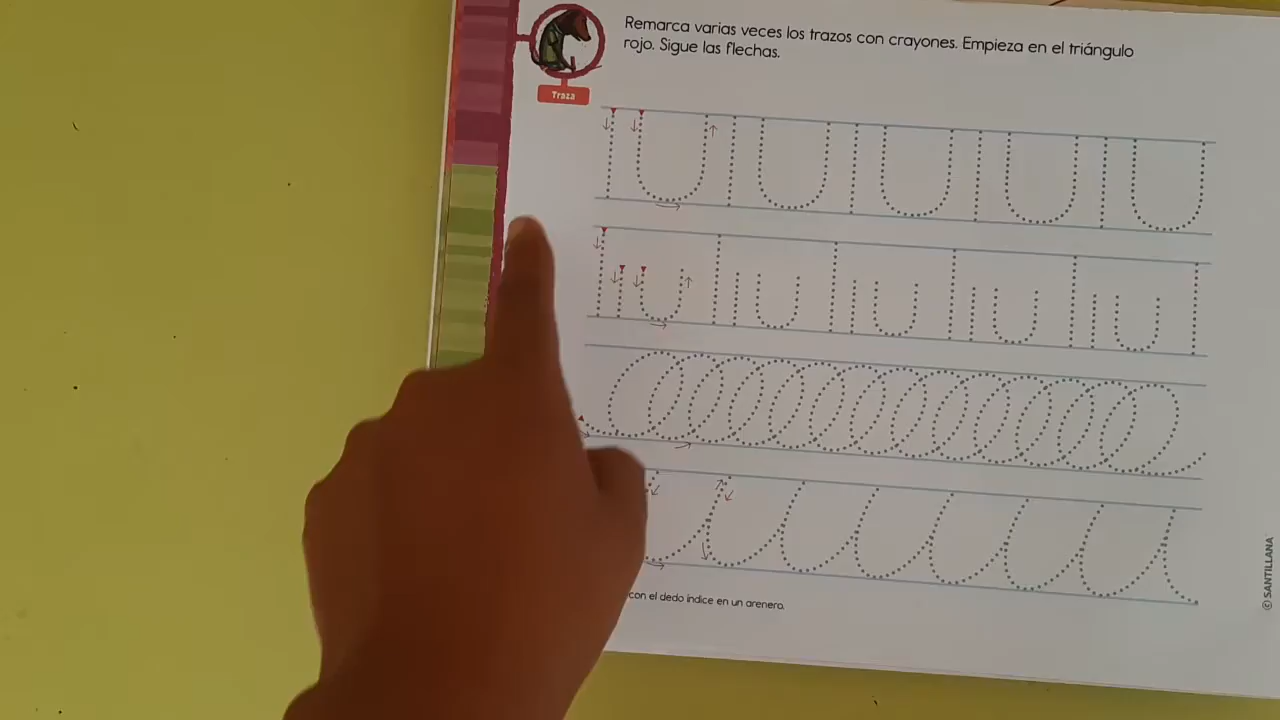 Remarca varias veces los trazos con crayones. Empieza en el triángulo
rojo. Sigue las flechas.
Traza
con el dedo índice en un arenero.
© SANTILLANA